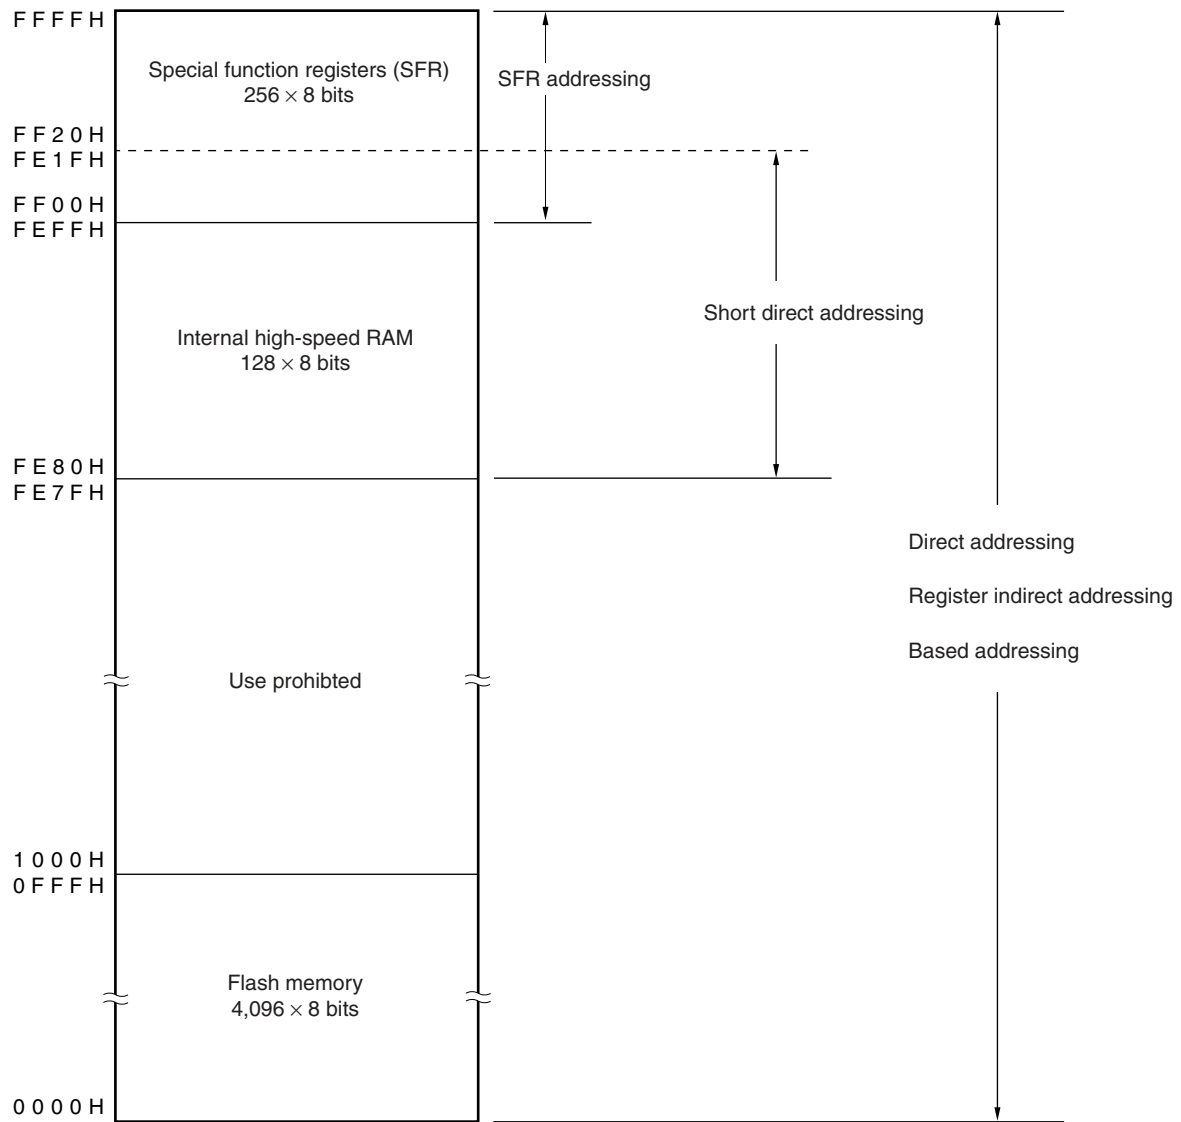 FFFFH
Special function registers (SFR)
256 × 8 bits
SFR addressing
FF20H
FE1FH
FF00H
FEFFH
Short direct addressing
Internal high-speed RAM
128 × 8 bits
FE80H
FE7FH
Direct addressing
Register indirect addressing
Based addressing
Use prohibted
1000H
0FFFH
Flash memory
4,096 × 8 bits
0000H